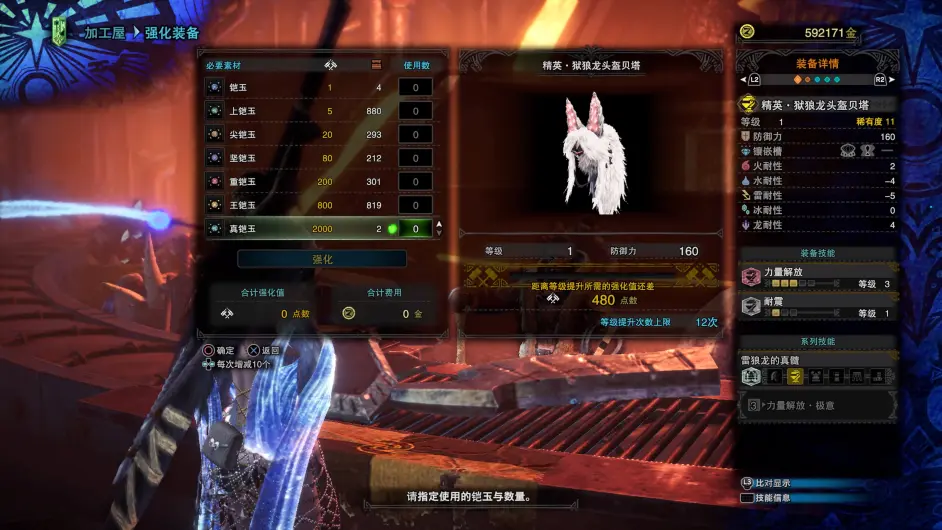 加工屋 强化装备
必要素材 使用数
铠玉 1 4 0
上铠玉 5 880 0
尖铠玉 20 293 0
坚铠玉 80 212 0
重铠玉 200 301 0
王铠玉 800 819 0
真铠玉 2000 2 0
强化
合计强化值 合计费用
0 点数 0 金
确定 返回
每次增减10个
精英・狱狼龙头盔贝塔
等级 1 防御力 160
距离等级提升所需的强化值还差
480 点数
等级提升次数上限 12次
592171金
装备详情
L2 R2
精英・狱狼龙头盔贝塔
等级 1 稀有度 11
防御力 160
镶嵌槽
火耐性 2
水耐性 -4
雷耐性 -5
冰耐性 0
龙耐性 4
装备技能
力量解放
等级 3
耐震
等级 1
系列技能
雷狼龙的真髓
3 力量解放・极意
L3 比对显示
技能信息
请指定使用的铠玉与数量。